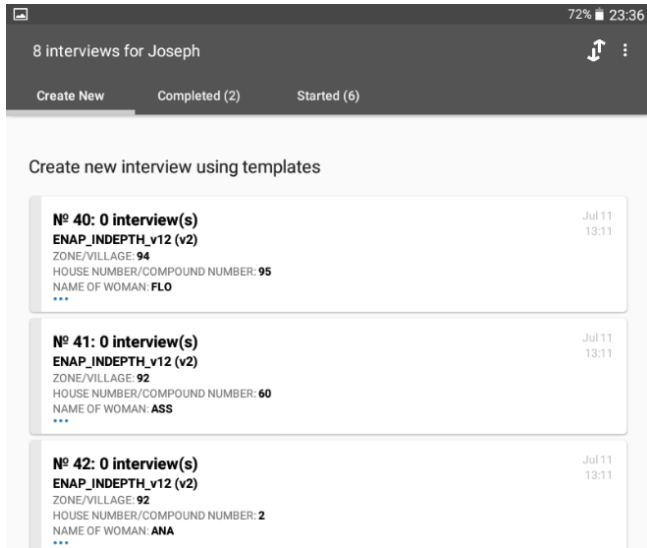 72% 23:36
8 interviews for Joseph
Create New Completed (2) Started (6)
Create new interview using templates
№ 40: 0 interview(s)
Jul 11
ENAP_INDEPTH_v12 (v2)
13:11
ZONE/VILLAGE: 94
HOUSE NUMBER/COMPOUND NUMBER: 95
NAME OF WOMAN: FLO
...
№ 41: 0 interview(s)
Jul 11
ENAP_INDEPTH_v12 (v2)
13:11
ZONE/VILLAGE: 92
HOUSE NUMBER/COMPOUND NUMBER: 60
NAME OF WOMAN: ASS
...
№ 42: 0 interview(s)
Jul 11
ENAP_INDEPTH_v12 (v2)
13:11
ZONE/VILLAGE: 92
HOUSE NUMBER/COMPOUND NUMBER: 2
NAME OF WOMAN: ANA
...